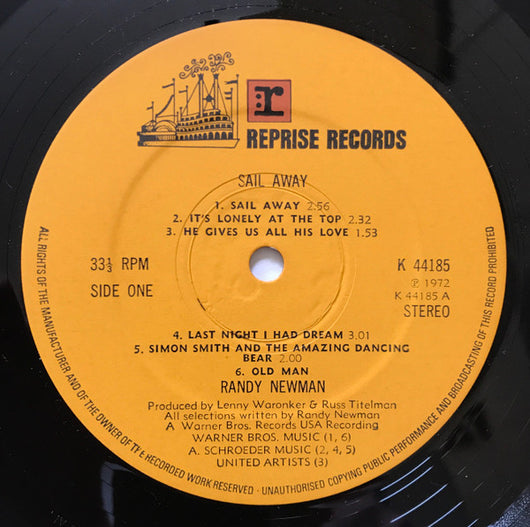 r
REPRISE RECORDS
SAIL AWAY
1. SAIL AWAY 2.56
2. IT'S LONELY AT THE TOP 2.32
3. HE GIVES US ALL HIS LOVE 1.53
33⅓ RPM
SIDE ONE
K 44185
℗ 1972
K 44185 A
STEREO
4. LAST NIGHT I HAD DREAM 3.01
5. SIMON SMITH AND THE AMAZING DANCING
BEAR 2.00
6. OLD MAN
RANDY NEWMAN
Produced by Lenny Waronker & Russ Titelman
All selections written by Randy Newman
A Warner Bros. Records USA Recording
WARNER BROS. MUSIC (1, 6)
A. SCHROEDER MUSIC (2, 4, 5)
UNITED ARTISTS (3)
ALL RIGHTS OF THE MANUFACTURER AND OF THE OWNER OF THE RECORDED WORK RESERVED - UNAUTHORISED COPYING PUBLIC PERFORMANCE AND BROADCASTING OF THIS RECORD PROHIBITED